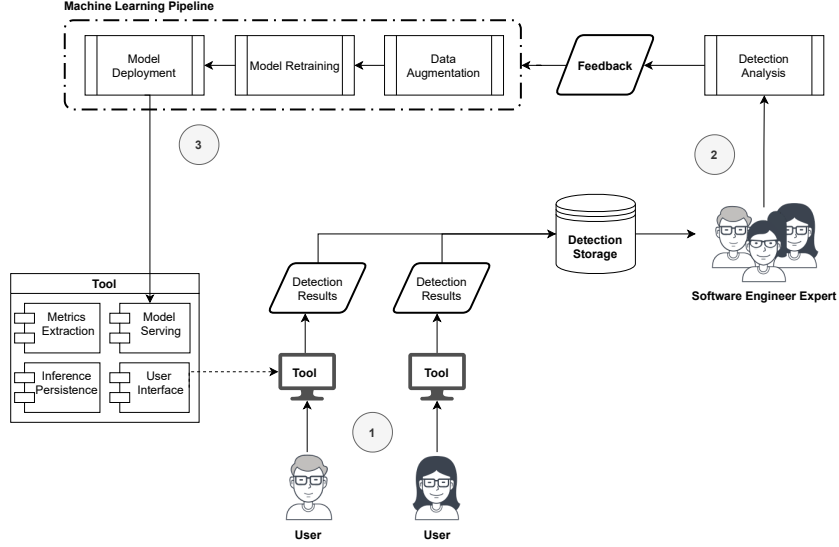 Machine Learning Pipeline
Model
Deployment
Model Retraining
Data
Augmentation
Feedback
Detection
Analysis
3
2
Detection
Storage
Software Engineer Expert
Detection
Results
Detection
Results
Tool
Metrics
Extraction
Model
Serving
Inference
Persistence
User
Interface
Tool
Tool
1
User
User